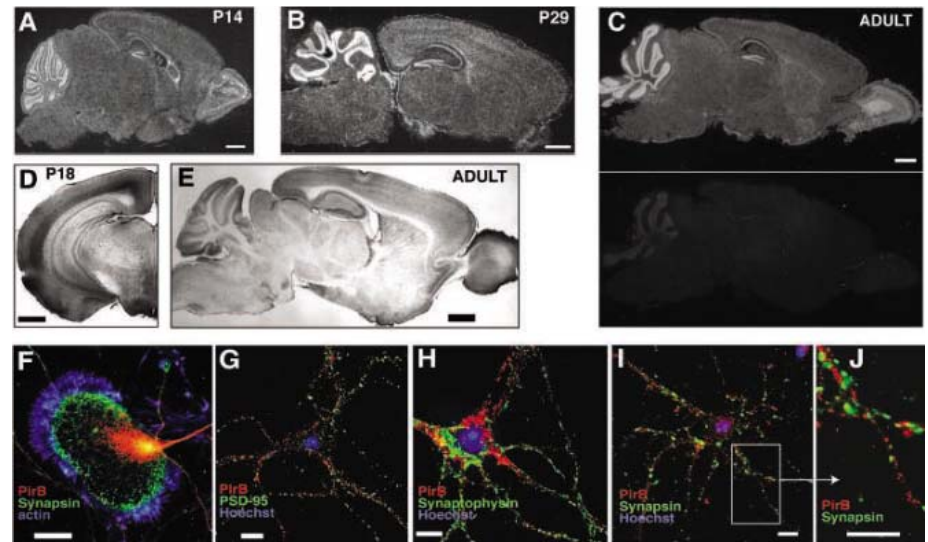 A P14
B P29
C ADULT
D P18
E ADULT
F
PirB
Synapsin
actin
G
PirB
PSD-95
Hoechst
H
PirB
Synaptophysin
Hoechst
I
PirB
Synapsin
Hoechst
J
PirB
Synapsin